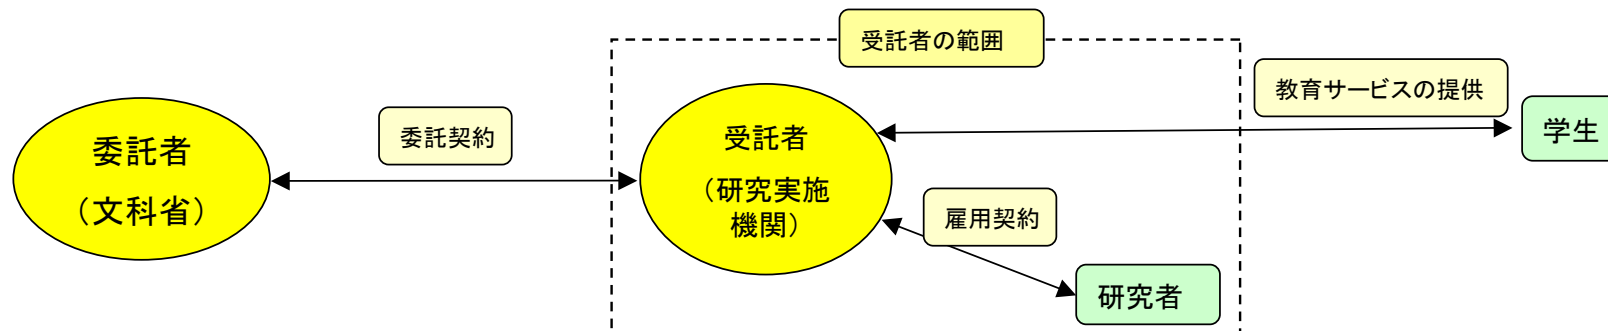 受託者の範囲
教育サービスの提供
委託契約
学生
委託者
（文科省）
受託者
（研究実施
機関）
雇用契約
研究者